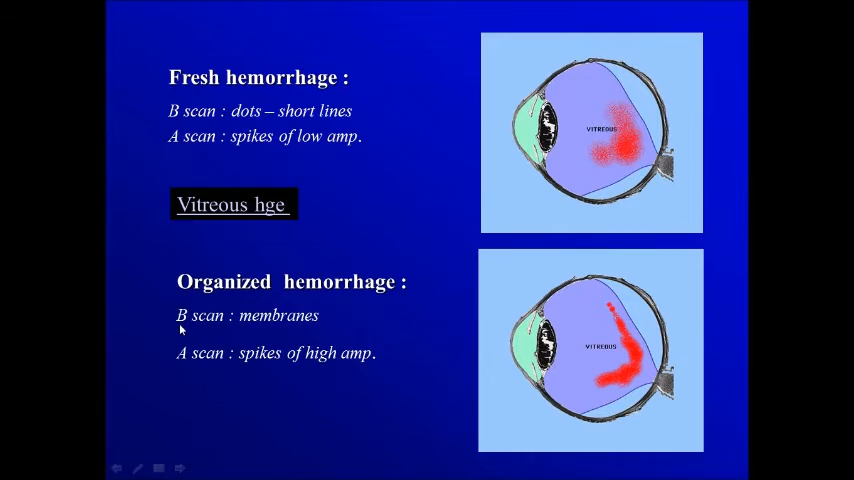 Fresh hemorrhage :
B scan : dots – short lines
A scan : spikes of low amp.
VITREOUS
Vitreous hge
Organized hemorrhage :
B scan : membranes
A scan : spikes of high amp.
VITREOUS